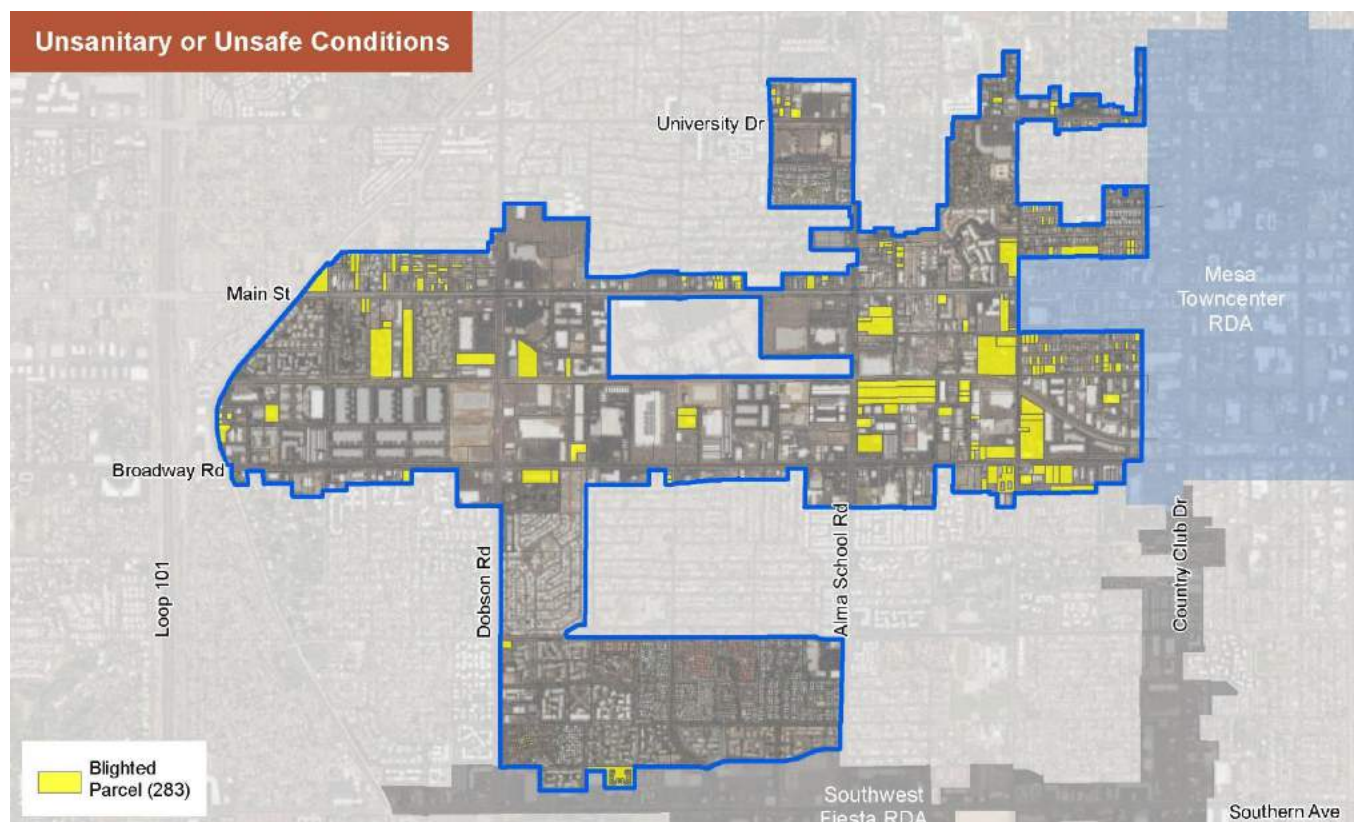 Unsanitary or Unsafe Conditions
University Dr
Main St
Mesa
Towncenter
RDA
Broadway Rd
Loop 101
Dobson Rd
Alma School Rd
Country Club Dr
Blighted
Parcel (283)
Southwest
Fiesta RDA
Southern Ave